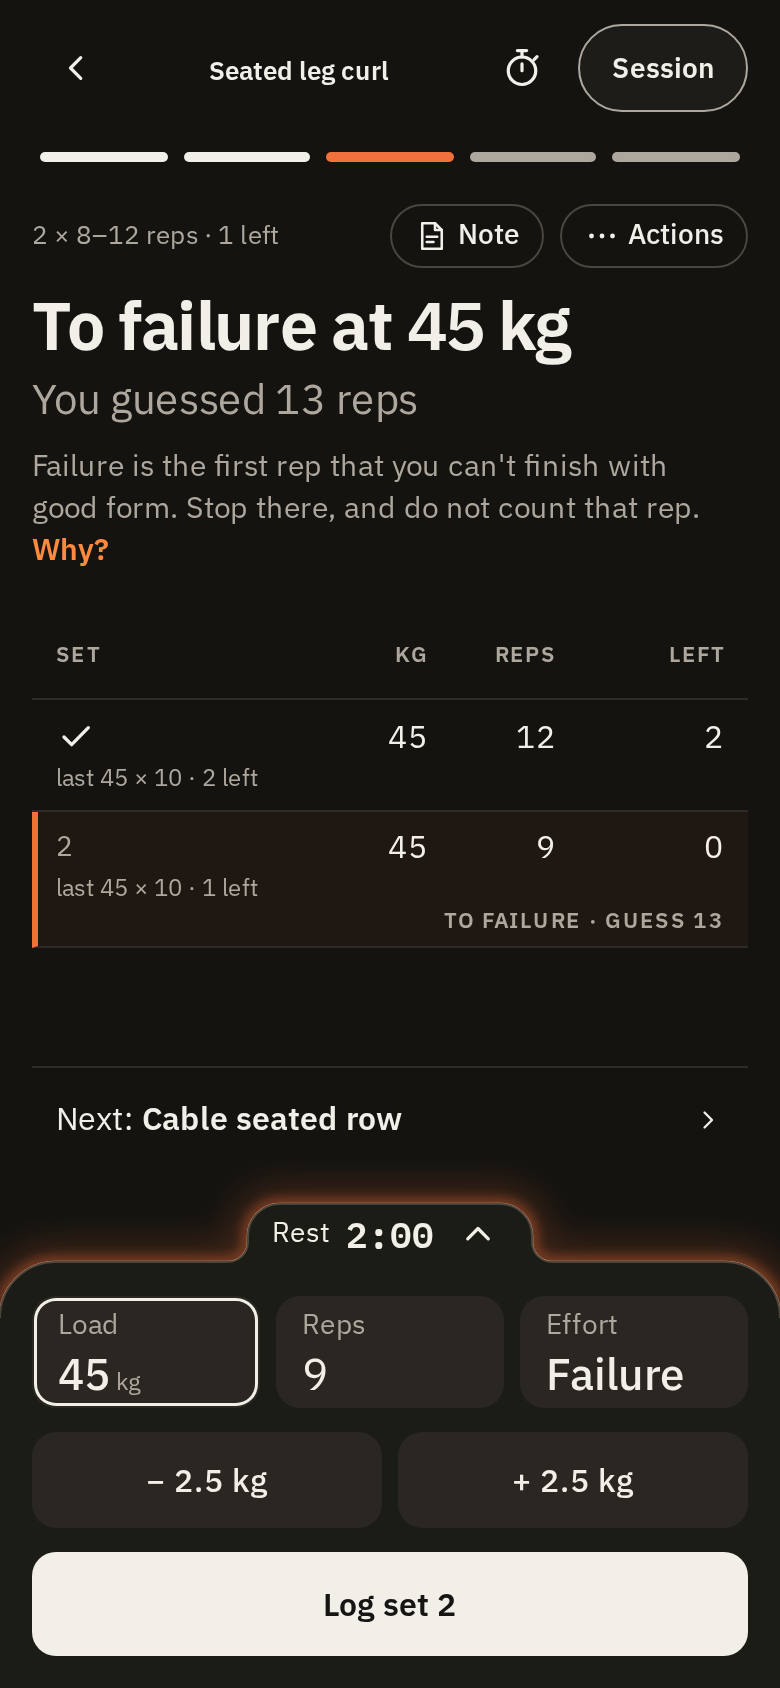 Seated leg curl
Session
2 × 8–12 reps · 1 left
Note
··· Actions
To failure at 45 kg
You guessed 13 reps
Failure is the first rep that you can't finish with
good form. Stop there, and do not count that rep.
Why?
SET KG REPS LEFT
45 12 2
last 45 × 10 · 2 left
2 45 9 0
last 45 × 10 · 1 left
TO FAILURE · GUESS 13
Next: Cable seated row
Rest 2:00
Load Reps Effort
45 kg 9 Failure
− 2.5 kg + 2.5 kg
Log set 2